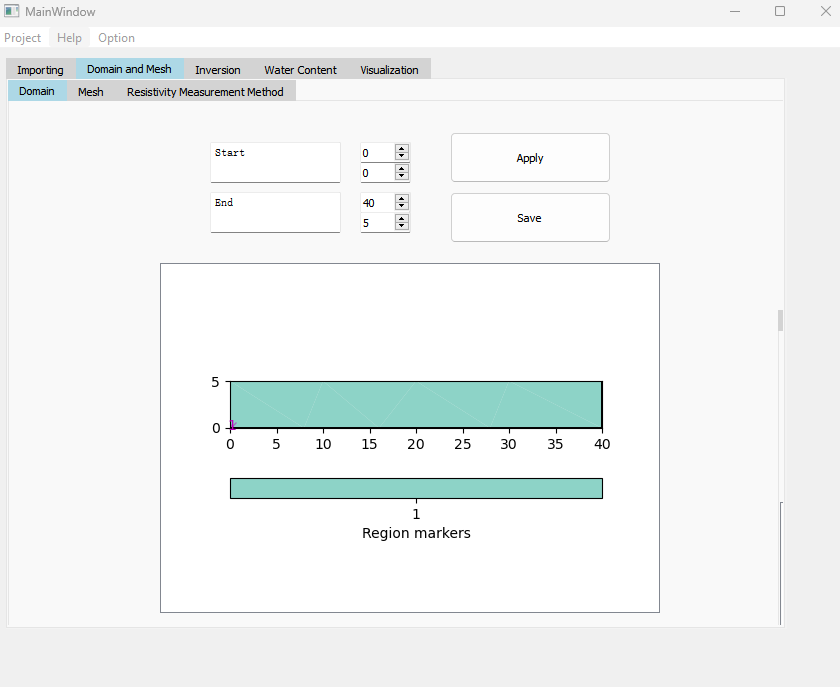 MainWindow
Project Help Option
Importing Domain and Mesh Inversion Water Content Visualization
Domain Mesh Resistivity Measurement Method
Start 0 Apply
0
End 40 Save
5
5
0
1
0 5 10 15 20 25 30 35 40
1
Region markers